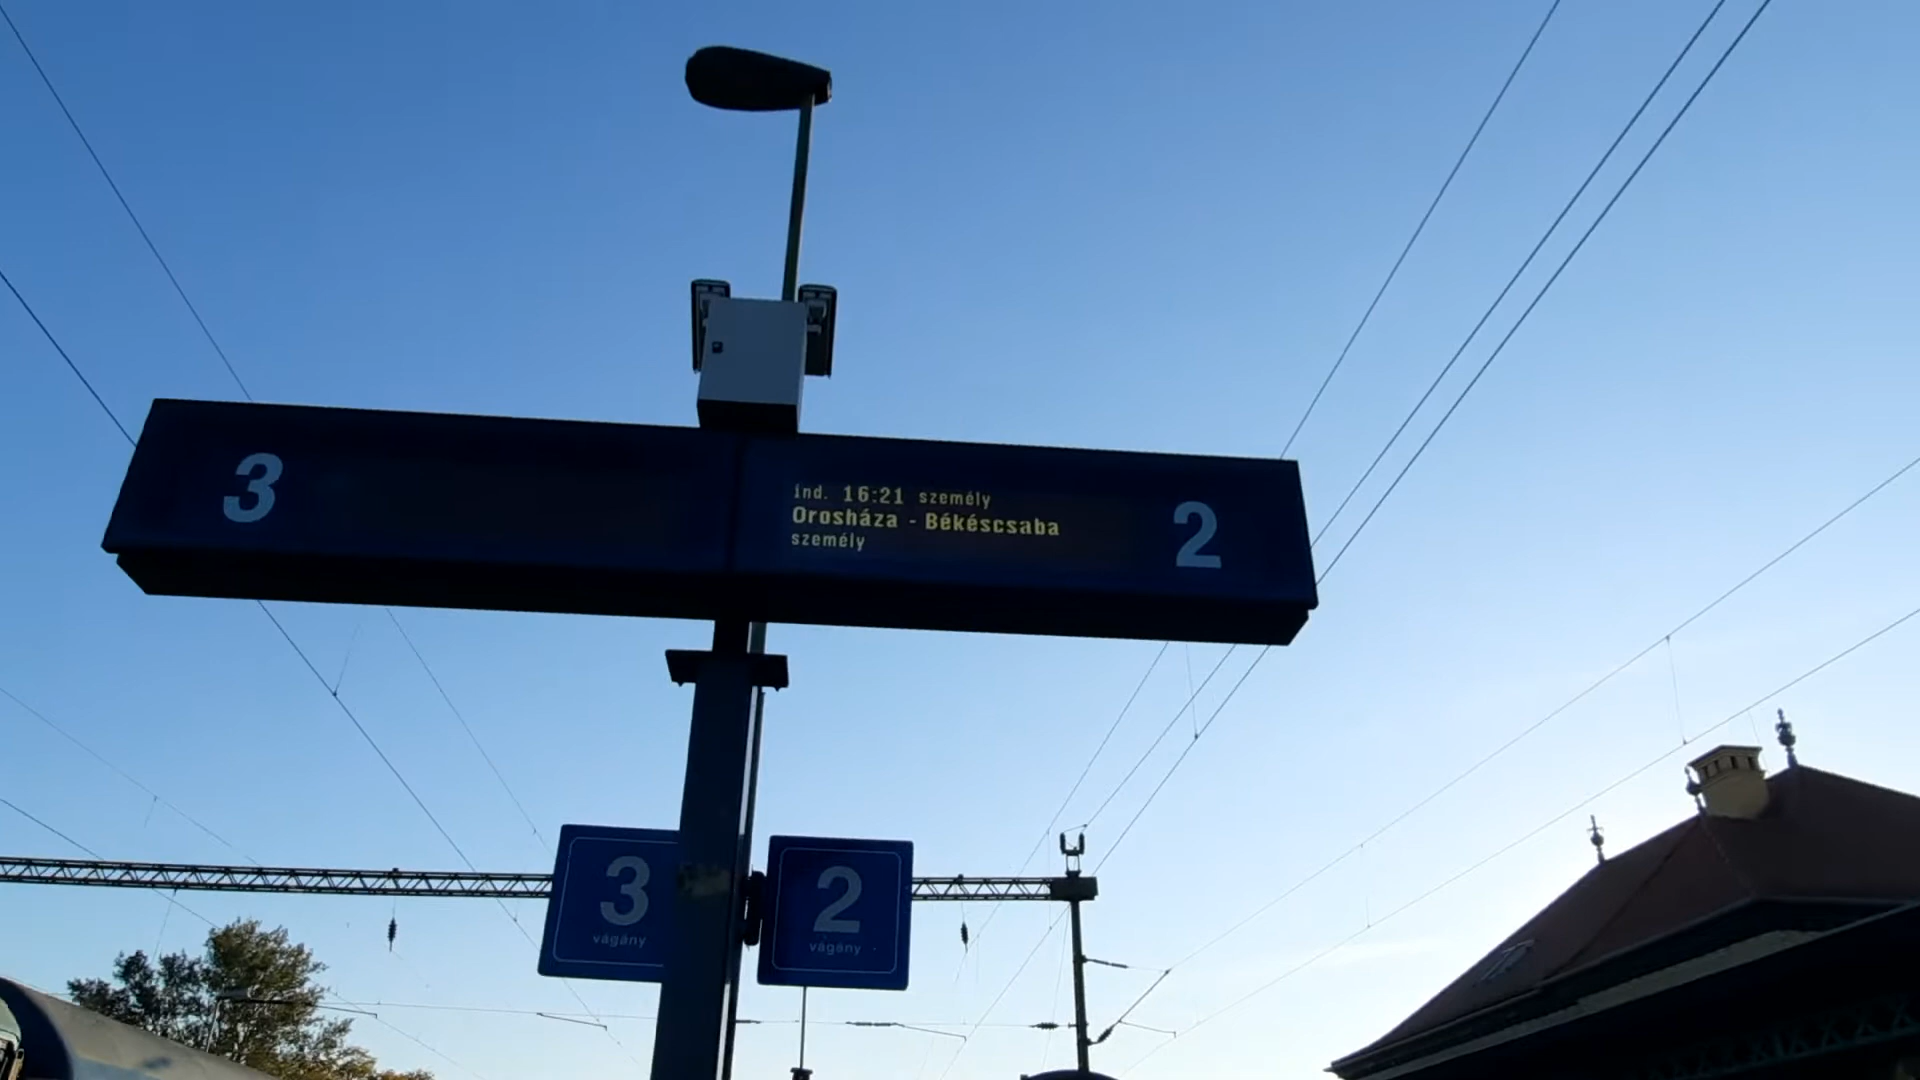 3
ind. 16:21 személy
Orosháza - Békéscsaba
személy
2
3
vágány
2
vágány